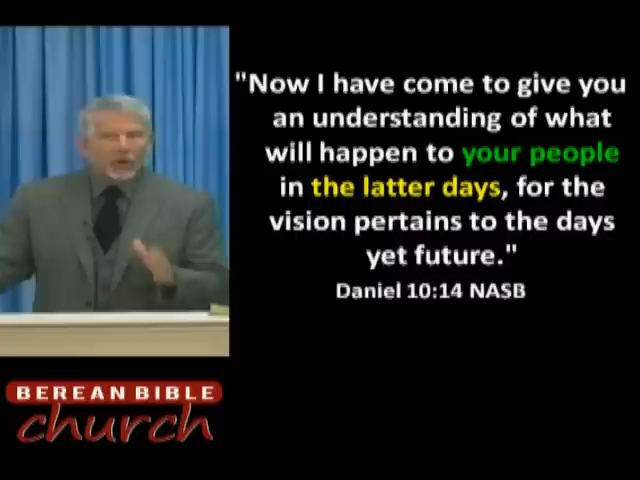 "Now I have come to give you
an understanding of what
will happen to your people
in the latter days, for the
vision pertains to the days
yet future."
Daniel 10:14 NASB
BEREAN BIBLE
church